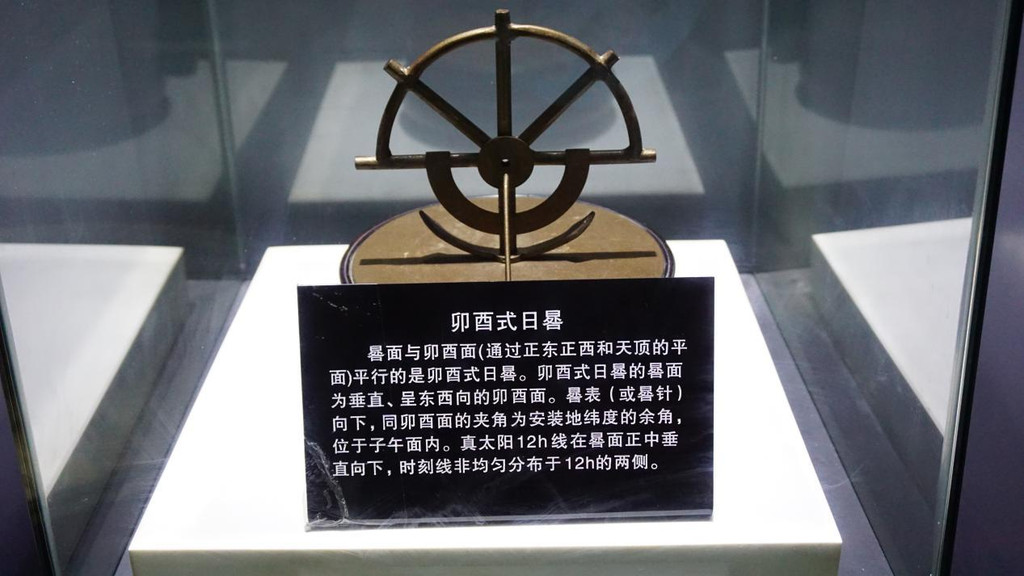 卯酉式日晷
晷面与卯酉面(通过正东正西和天顶的平
面)平行的是卯酉式日晷。卯酉式日晷的晷面
为垂直、呈东西向的卯酉面。晷表（或晷针）
向下，同卯酉面的夹角为安装地纬度的余角，
位于子午面内。真太阳12h线在晷面正中垂
直向下，时刻线非均匀分布于12h的两侧。